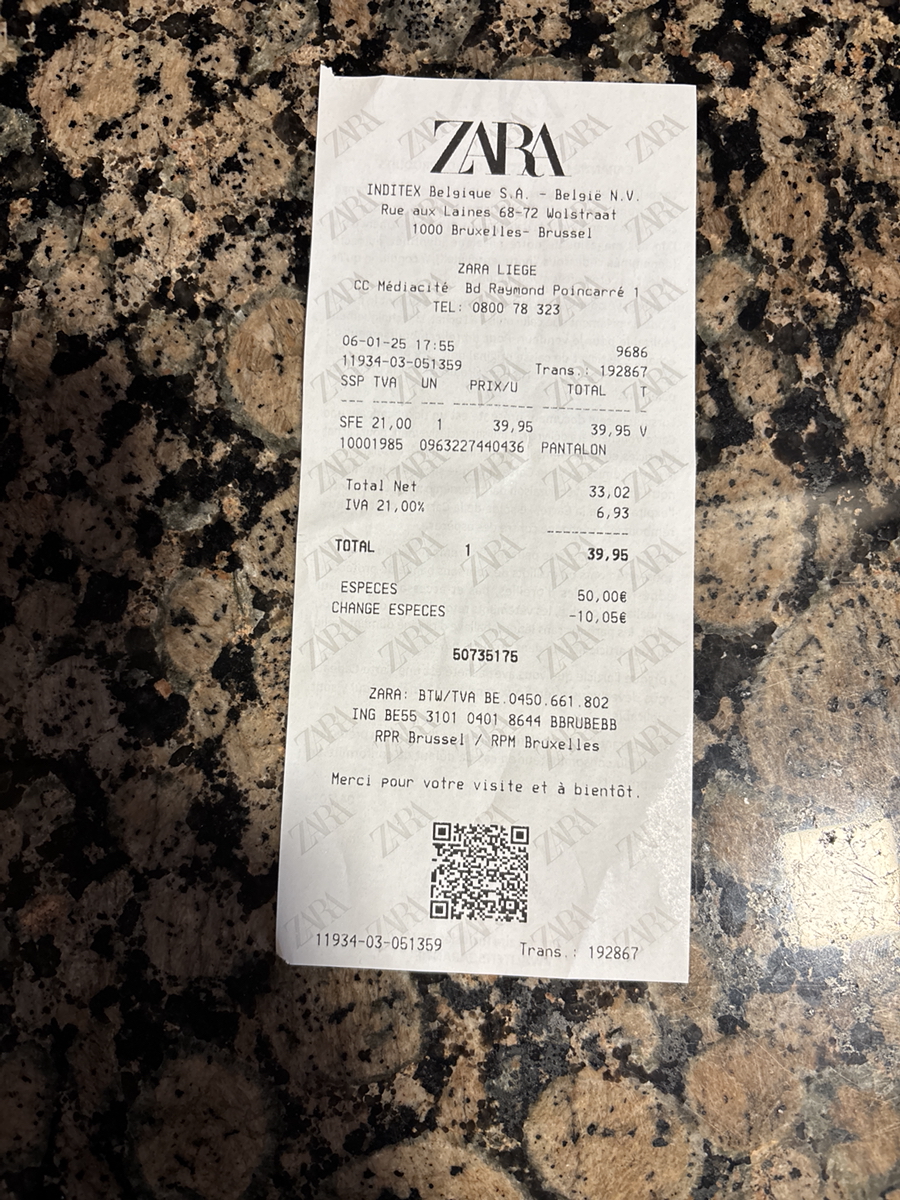 ZARA
INDITEX Belgique S.A. - België N.V.
Rue aux Laines 68-72 Wolstraat
1000 Bruxelles- Brussel
ZARA LIEGE
CC Médiacité Bd Raymond Poincarré 1
TEL: 0800 78 323
06-01-25 17:55 9686
11934-03-051359 Trans.: 192867
SSP TVA UN PRIX/U TOTAL T
--- ----- --- ----------- ------------ -
SFE 21,00 1 39,95 39,95 V
10001985 0963227440436 PANTALON
Total Net 33,02
IVA 21,00% 6,93
-----------
TOTAL 1 39,95
ESPECES 50,00€
CHANGE ESPECES -10,05€
50735175
ZARA: BTW/TVA BE.0450.661.802
ING BE55 3101 0401 8644 BBRUBEBB
RPR Brussel / RPM Bruxelles
Merci pour votre visite et à bientôt.
11934-03-051359 Trans.: 192867